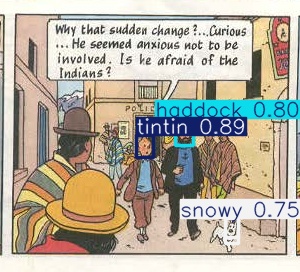 Why that sudden change?...Curious
...He seemed anxious not to be
involved. Is he afraid of the
Indians?
POLIC
haddock 0.80
tintin 0.89
snowy 0.75